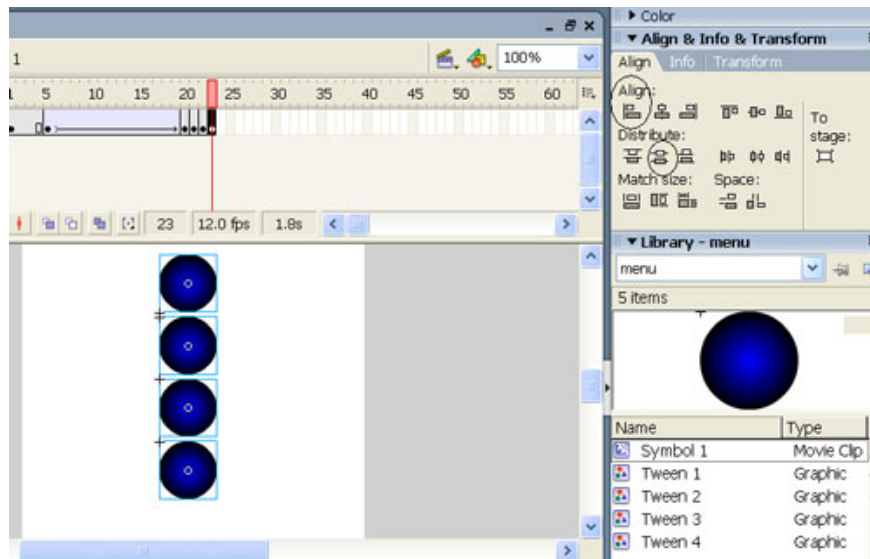 Color
Align & Info & Transform
1
100%
Align Info Transform
5 10 15 20 25 30 35 40 45 50 55 60
Align:
To
stage:
Distribute:
Match size: Space:
23 12.0 fps 1.8s
Library - menu
menu
5 items
Name Type
Symbol 1 Movie Clip
Tween 1 Graphic
Tween 2 Graphic
Tween 3 Graphic
Tween 4 Graphic